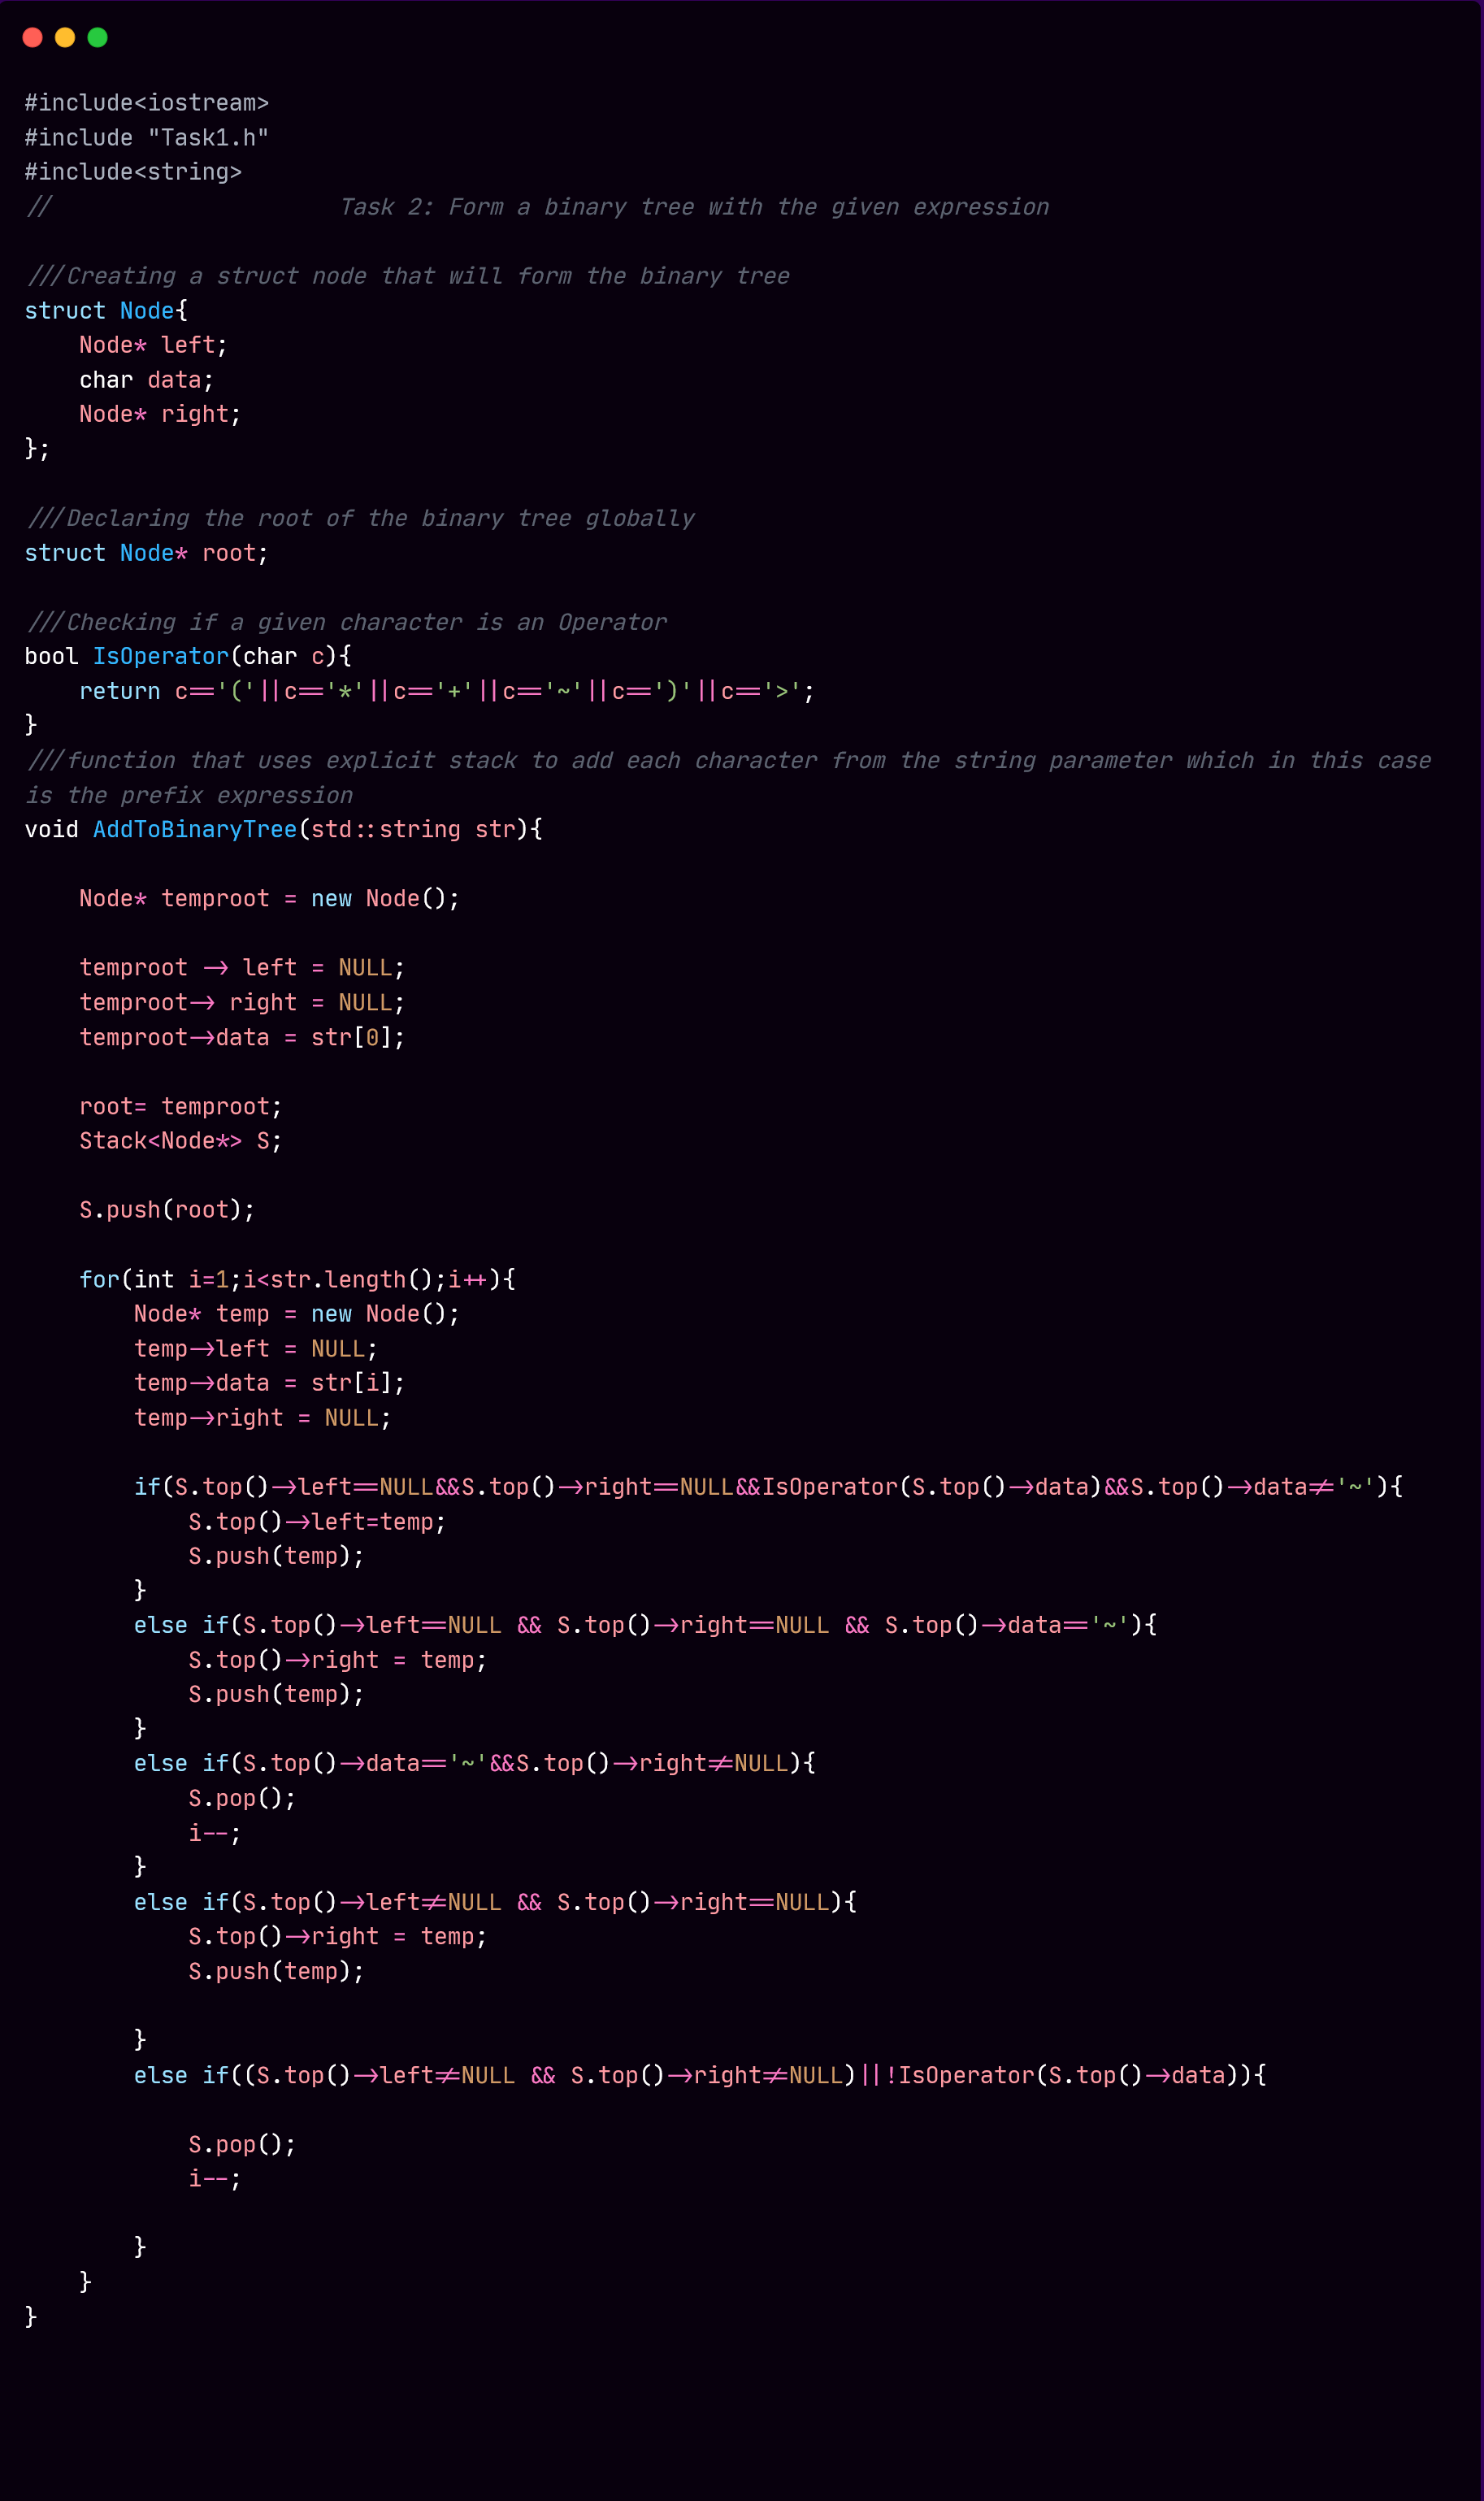 #include<iostream>
#include "Task1.h"
#include<string>
//                     Task 2: Form a binary tree with the given expression
///Creating a struct node that will form the binary tree
struct Node{
    Node* left;
    char data;
    Node* right;
};
///Declaring the root of the binary tree globally
struct Node* root;
///Checking if a given character is an Operator
bool IsOperator(char c){
    return c=='('||c=='*'||c=='+'||c=='~'||c==')'||c=='>';
}
///function that uses explicit stack to add each character from the string parameter which in this case
is the prefix expression
void AddToBinaryTree(std::string str){
    Node* temproot = new Node();
    temproot -> left = NULL;
    temproot-> right = NULL;
    temproot->data = str[0];
    root= temproot;
    Stack<Node*> S;
    S.push(root);
    for(int i=1;i<str.length();i++){
        Node* temp = new Node();
        temp->left = NULL;
        temp->data = str[i];
        temp->right = NULL;
        if(S.top()->left==NULL&&S.top()->right==NULL&&IsOperator(S.top()->data)&&S.top()->data!='~'){
            S.top()->left=temp;
            S.push(temp);
        }
        else if(S.top()->left==NULL && S.top()->right==NULL && S.top()->data=='~'){
            S.top()->right = temp;
            S.push(temp);
        }
        else if(S.top()->data=='~'&&S.top()->right!=NULL){
            S.pop();
            i--;
        }
        else if(S.top()->left!=NULL && S.top()->right==NULL){
            S.top()->right = temp;
            S.push(temp);
        }
        else if((S.top()->left!=NULL && S.top()->right!=NULL)||!IsOperator(S.top()->data)){
            S.pop();
            i--;
        }
    }
}